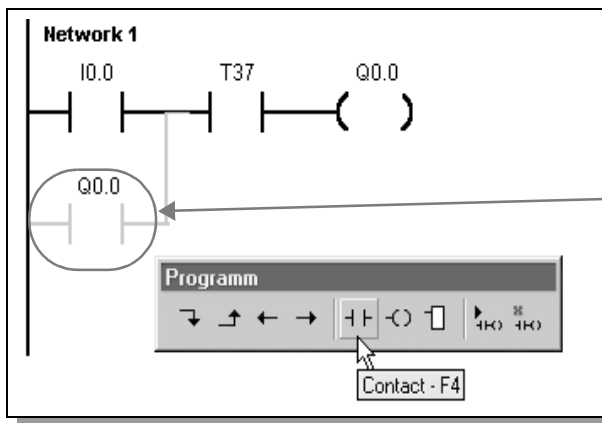 Network 1
I0.0 T37 Q0.0
Q0.0
Programm
Contact - F4